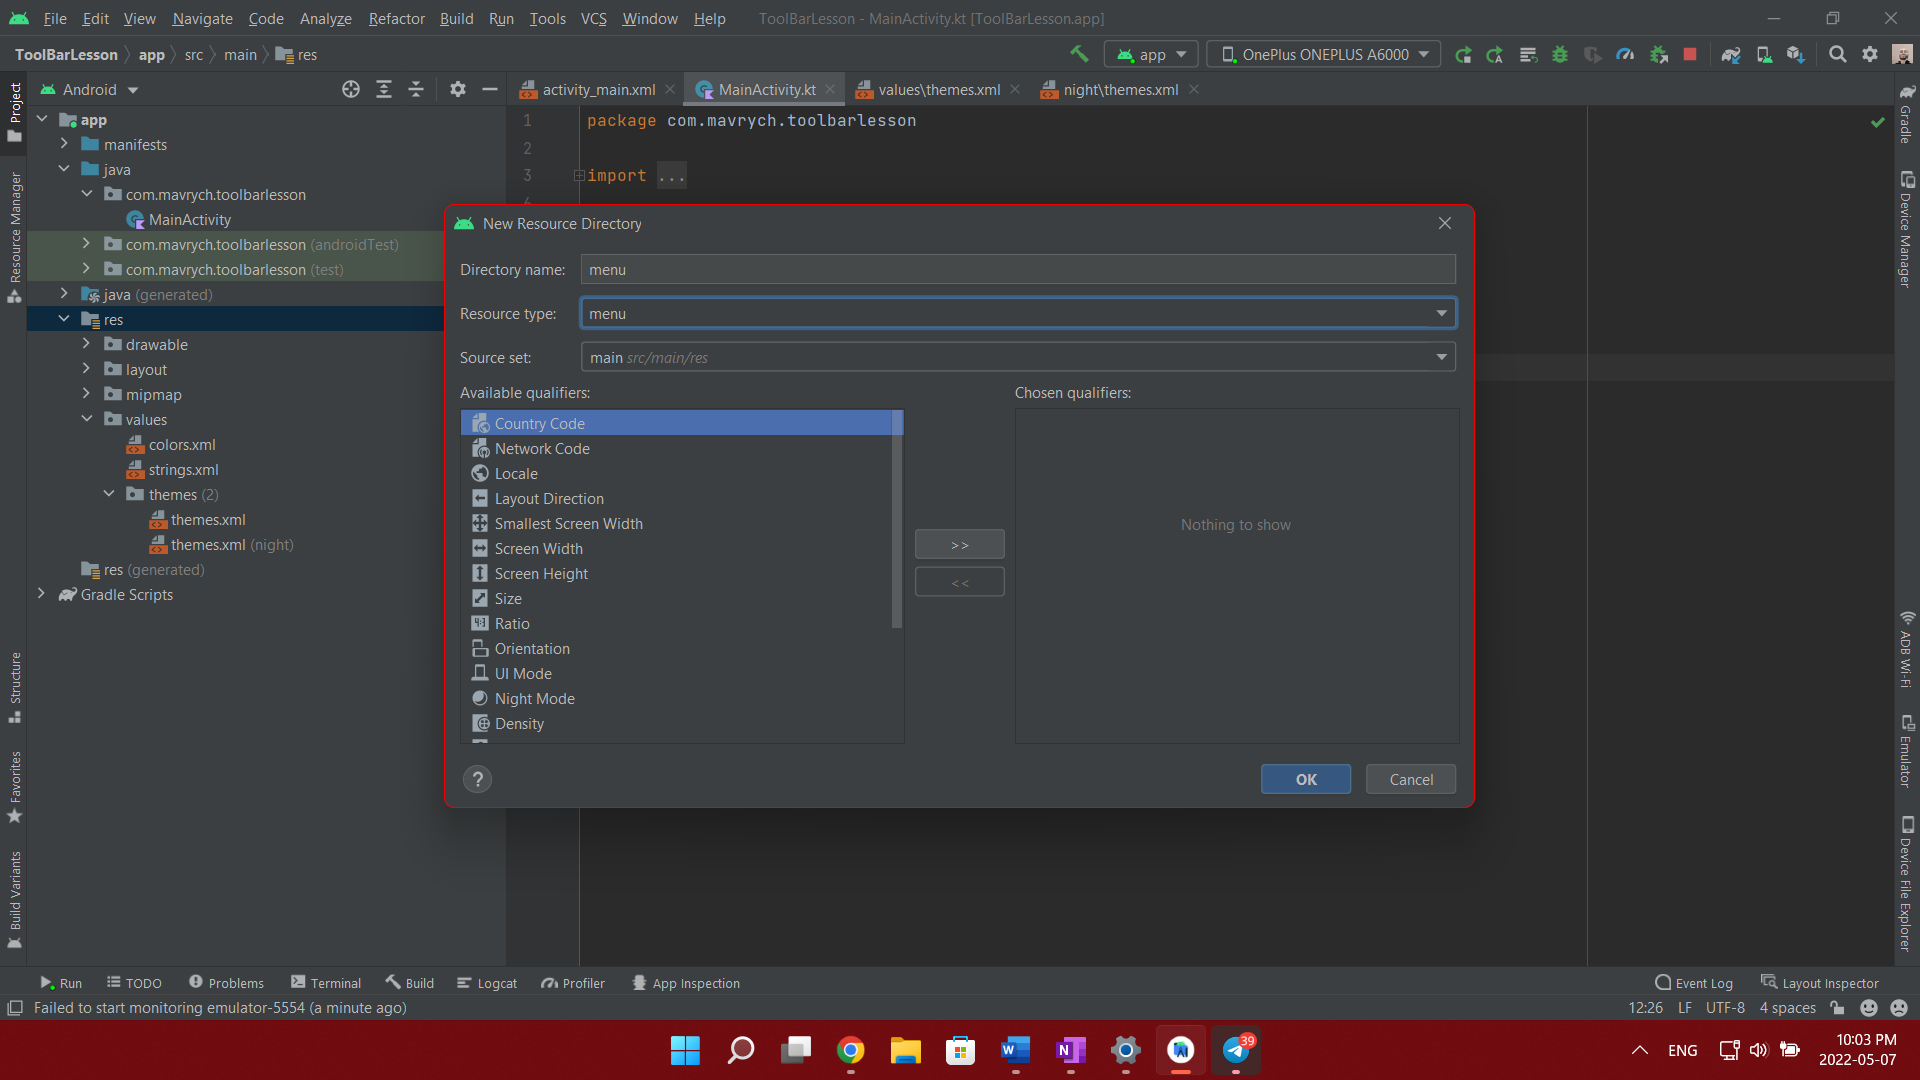 File Edit View Navigate Code Analyze Refactor Build Run Tools VCS Window Help ToolBarLesson - MainActivity.kt [ToolBarLesson.app]
ToolBarLesson app src main res app OnePlus ONEPLUS A6000
Android activity_main.xml MainActivity.kt values\themes.xml night\themes.xml
Project
Resource Manager
Structure
Favorites
Build Variants
app
manifests
java
com.mavrych.toolbarlesson
MainActivity
com.mavrych.toolbarlesson (androidTest)
com.mavrych.toolbarlesson (test)
java (generated)
res
drawable
layout
mipmap
values
colors.xml
strings.xml
themes (2)
themes.xml
themes.xml (night)
res (generated)
Gradle Scripts
1 package com.mavrych.toolbarlesson
2
3 import ...
New Resource Directory
Directory name: menu
Resource type: menu
Source set: main src/main/res
Available qualifiers: Chosen qualifiers:
Country Code
Network Code
Locale
Layout Direction
Smallest Screen Width
Screen Width
Screen Height
Size
Ratio
Orientation
UI Mode
Night Mode
Density
>>
<<
Nothing to show
? OK Cancel
Gradle
Device Manager
ADB Wi-Fi
Emulator
Device File Explorer
Run TODO Problems Terminal Build Logcat Profiler App Inspection Event Log Layout Inspector
Failed to start monitoring emulator-5554 (a minute ago) 12:26 LF UTF-8 4 spaces
39
ENG
10:03 PM
2022-05-07